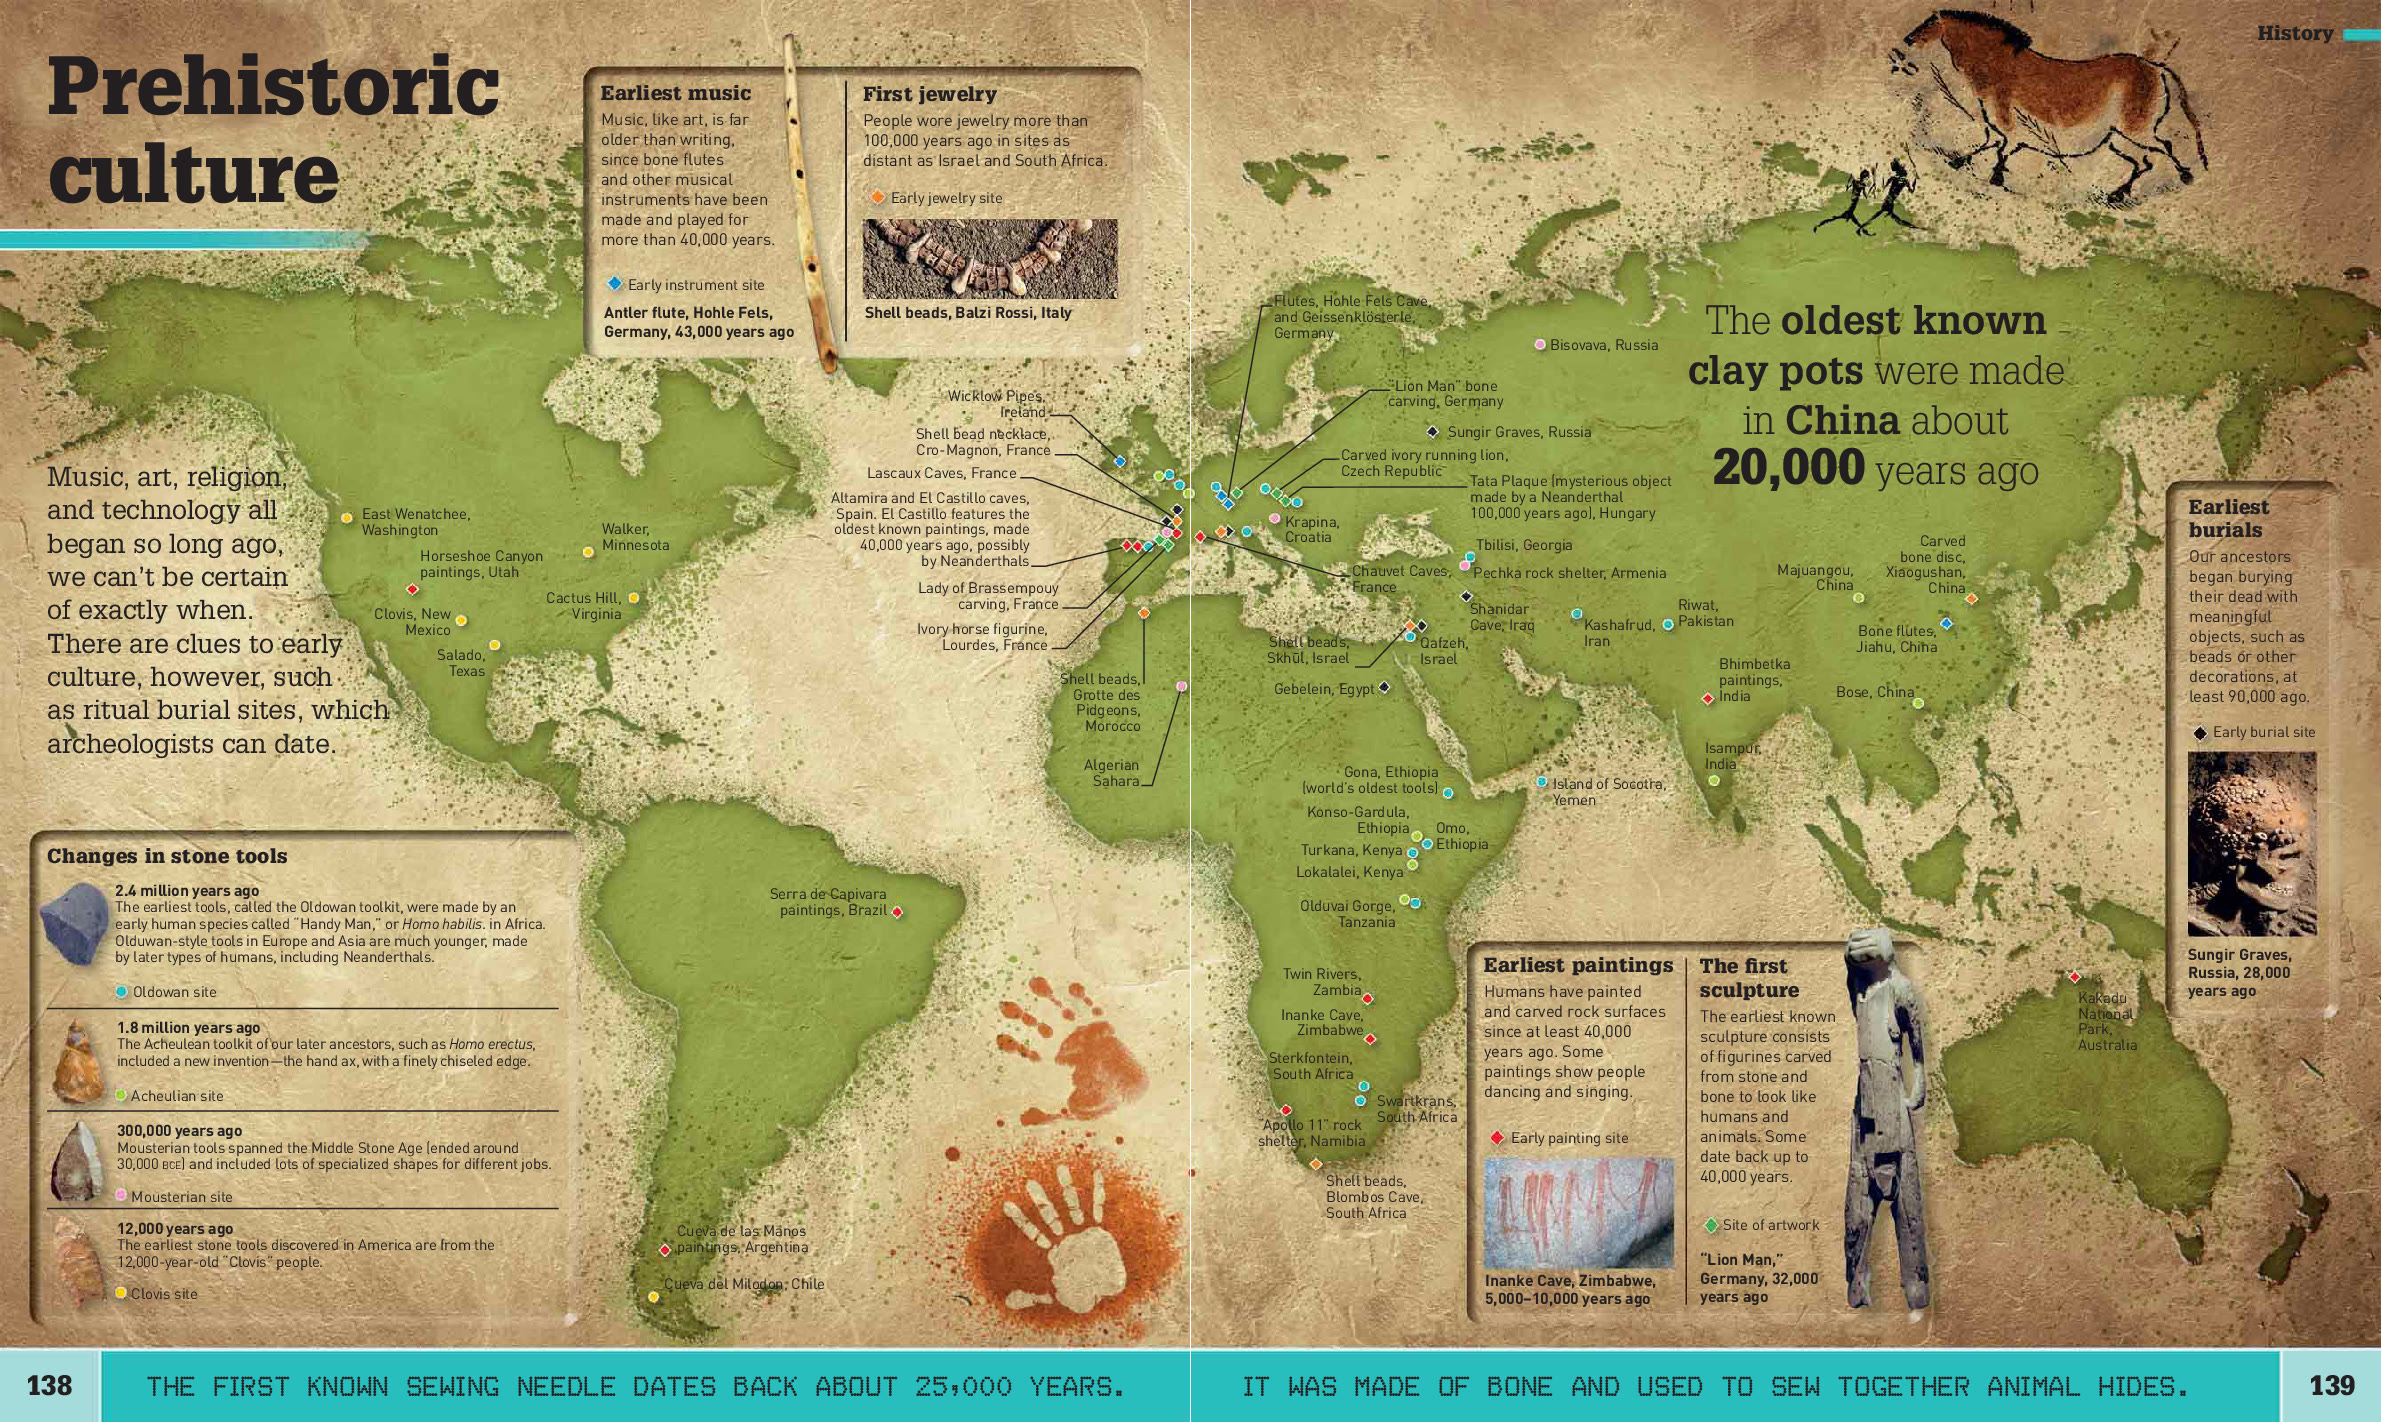 History
Prehistoric
culture
Music, art, religion,
and technology all
began so long ago,
we can't be certain
of exactly when.
There are clues to early
culture, however, such
as ritual burial sites, which
archeologists can date.
Earliest music
Music, like art, is far
older than writing,
since bone flutes
and other musical
instruments have been
made and played for
more than 40,000 years.
Early instrument site
Antler flute, Hohle Fels,
Germany, 43,000 years ago
First jewelry
People wore jewelry more than
100,000 years ago in sites as
distant as Israel and South Africa.
Early jewelry site
Shell beads, Balzi Rossi, Italy
East Wenatchee,
Washington
Horseshoe Canyon
paintings, Utah
Clovis, New
Mexico
Salado,
Texas
Walker,
Minnesota
Cactus Hill,
Virginia
Wicklow Pipes,
Ireland
Shell bead necklace,
Cro-Magnon, France
Lascaux Caves, France
Altamira and El Castillo caves,
Spain. El Castillo features the
oldest known paintings, made
40,000 years ago, possibly
by Neanderthals
Lady of Brassempouy
carving, France
Ivory horse figurine,
Lourdes, France
Shell beads,
Grotte des
Pidgeons,
Morocco
Algerian
Sahara
Serra de Capivara
paintings, Brazil
Cueva de las Manos
paintings, Argentina
Cueva del Milodon, Chile
Changes in stone tools
2.4 million years ago
The earliest tools, called the Oldowan toolkit, were made by an
early human species called "Handy Man," or Homo habilis. in Africa.
Olduwan-style tools in Europe and Asia are much younger, made
by later types of humans, including Neanderthals.
Oldowan site
1.8 million years ago
The Acheulean toolkit of our later ancestors, such as Homo erectus,
included a new invention—the hand ax, with a finely chiseled edge.
Acheulian site
300,000 years ago
Mousterian tools spanned the Middle Stone Age (ended around
30,000 BCE) and included lots of specialized shapes for different jobs.
Mousterian site
12,000 years ago
The earliest stone tools discovered in America are from the
12,000-year-old "Clovis" people.
Clovis site
Flutes, Hohle Fels Cave,
and Geissenklösterle,
Germany
"Lion Man" bone
carving, Germany
Bisovava, Russia
Sungir Graves, Russia
Carved ivory running lion,
Czech Republic
Tata Plaque (mysterious object
made by a Neanderthal
100,000 years ago), Hungary
Krapina,
Croatia
Chauvet Caves,
France
Tbilisi, Georgia
Pechka rock shelter, Armenia
Shanidar
Cave, Iraq
Kashafrud,
Iran
Riwat,
Pakistan
Shell beads,
Skhūl, Israel
Qafzeh,
Israel
Gebelein, Egypt
Bhimbetka
paintings,
India
Isampur,
India
Majuangou,
China
Carved
bone disc,
Xiaogushan,
China
Bone flutes,
Jiahu, China
Bose, China
Gona, Ethiopia
(world's oldest tools)
Island of Socotra,
Yemen
Konso-Gardula,
Ethiopia
Omo,
Ethiopia
Turkana, Kenya
Lokalalei, Kenya
Olduvai Gorge,
Tanzania
Twin Rivers,
Zambia
Inanke Cave,
Zimbabwe
Sterkfontein,
South Africa
Swartkrans,
South Africa
"Apollo 11" rock
shelter, Namibia
Shell beads,
Blombos Cave,
South Africa
Kakadu
National
Park,
Australia
The oldest known
clay pots were made
in China about
20,000 years ago
Earliest
burials
Our ancestors
began burying
their dead with
meaningful
objects, such as
beads or other
decorations, at
least 90,000 ago.
Early burial site
Sungir Graves,
Russia, 28,000
years ago
Earliest paintings
Humans have painted
and carved rock surfaces
since at least 40,000
years ago. Some
paintings show people
dancing and singing.
Early painting site
Inanke Cave, Zimbabwe,
5,000–10,000 years ago
The first
sculpture
The earliest known
sculpture consists
of figurines carved
from stone and
bone to look like
humans and
animals. Some
date back up to
40,000 years.
Site of artwork
"Lion Man,"
Germany, 32,000
years ago
138
THE FIRST KNOWN SEWING NEEDLE DATES BACK ABOUT 25,000 YEARS.
IT WAS MADE OF BONE AND USED TO SEW TOGETHER ANIMAL HIDES.
139